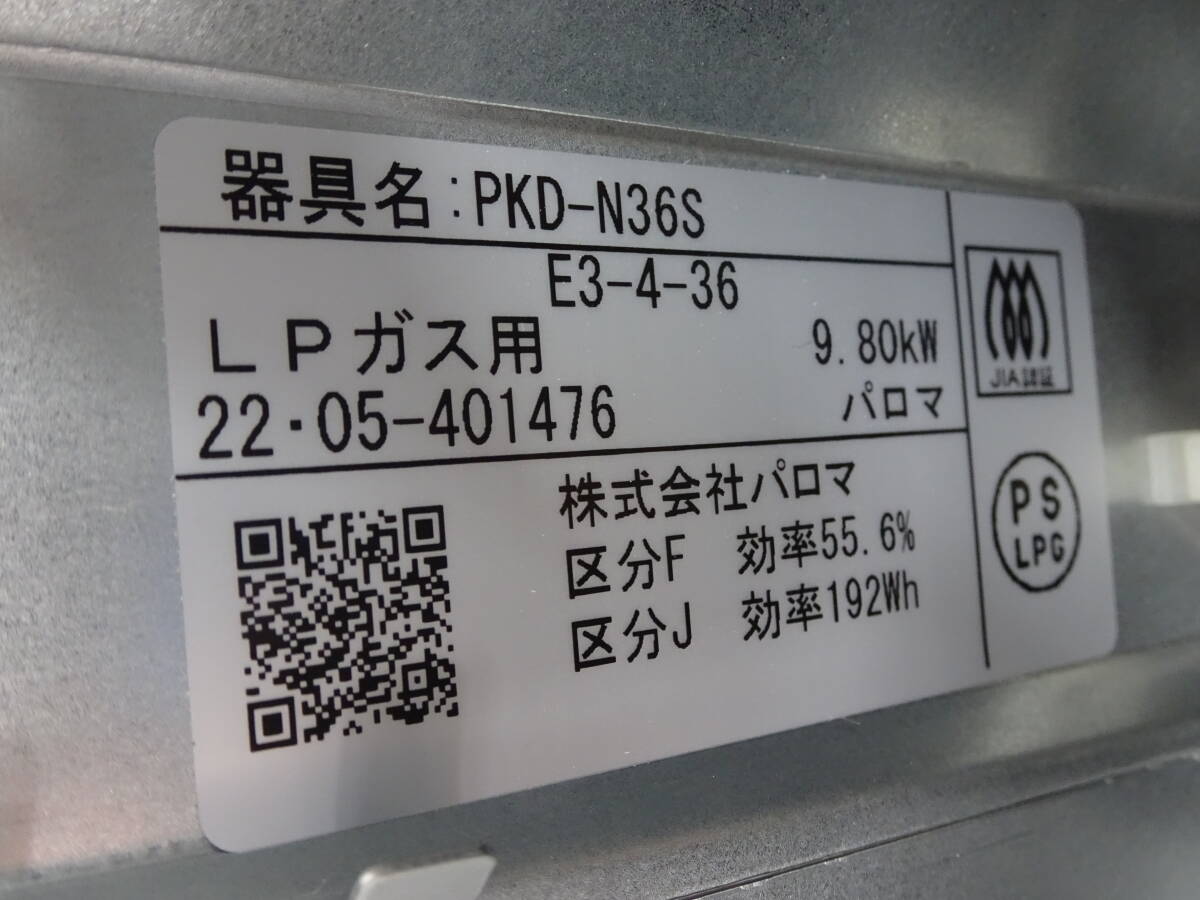 器具名:PKD-N36S
E3-4-36
LPガス用 9.80kW
22・05-401476 パロマ
株式会社パロマ
区分F 効率55.6%
区分J 効率192Wh
JIA認証
PS
LPG